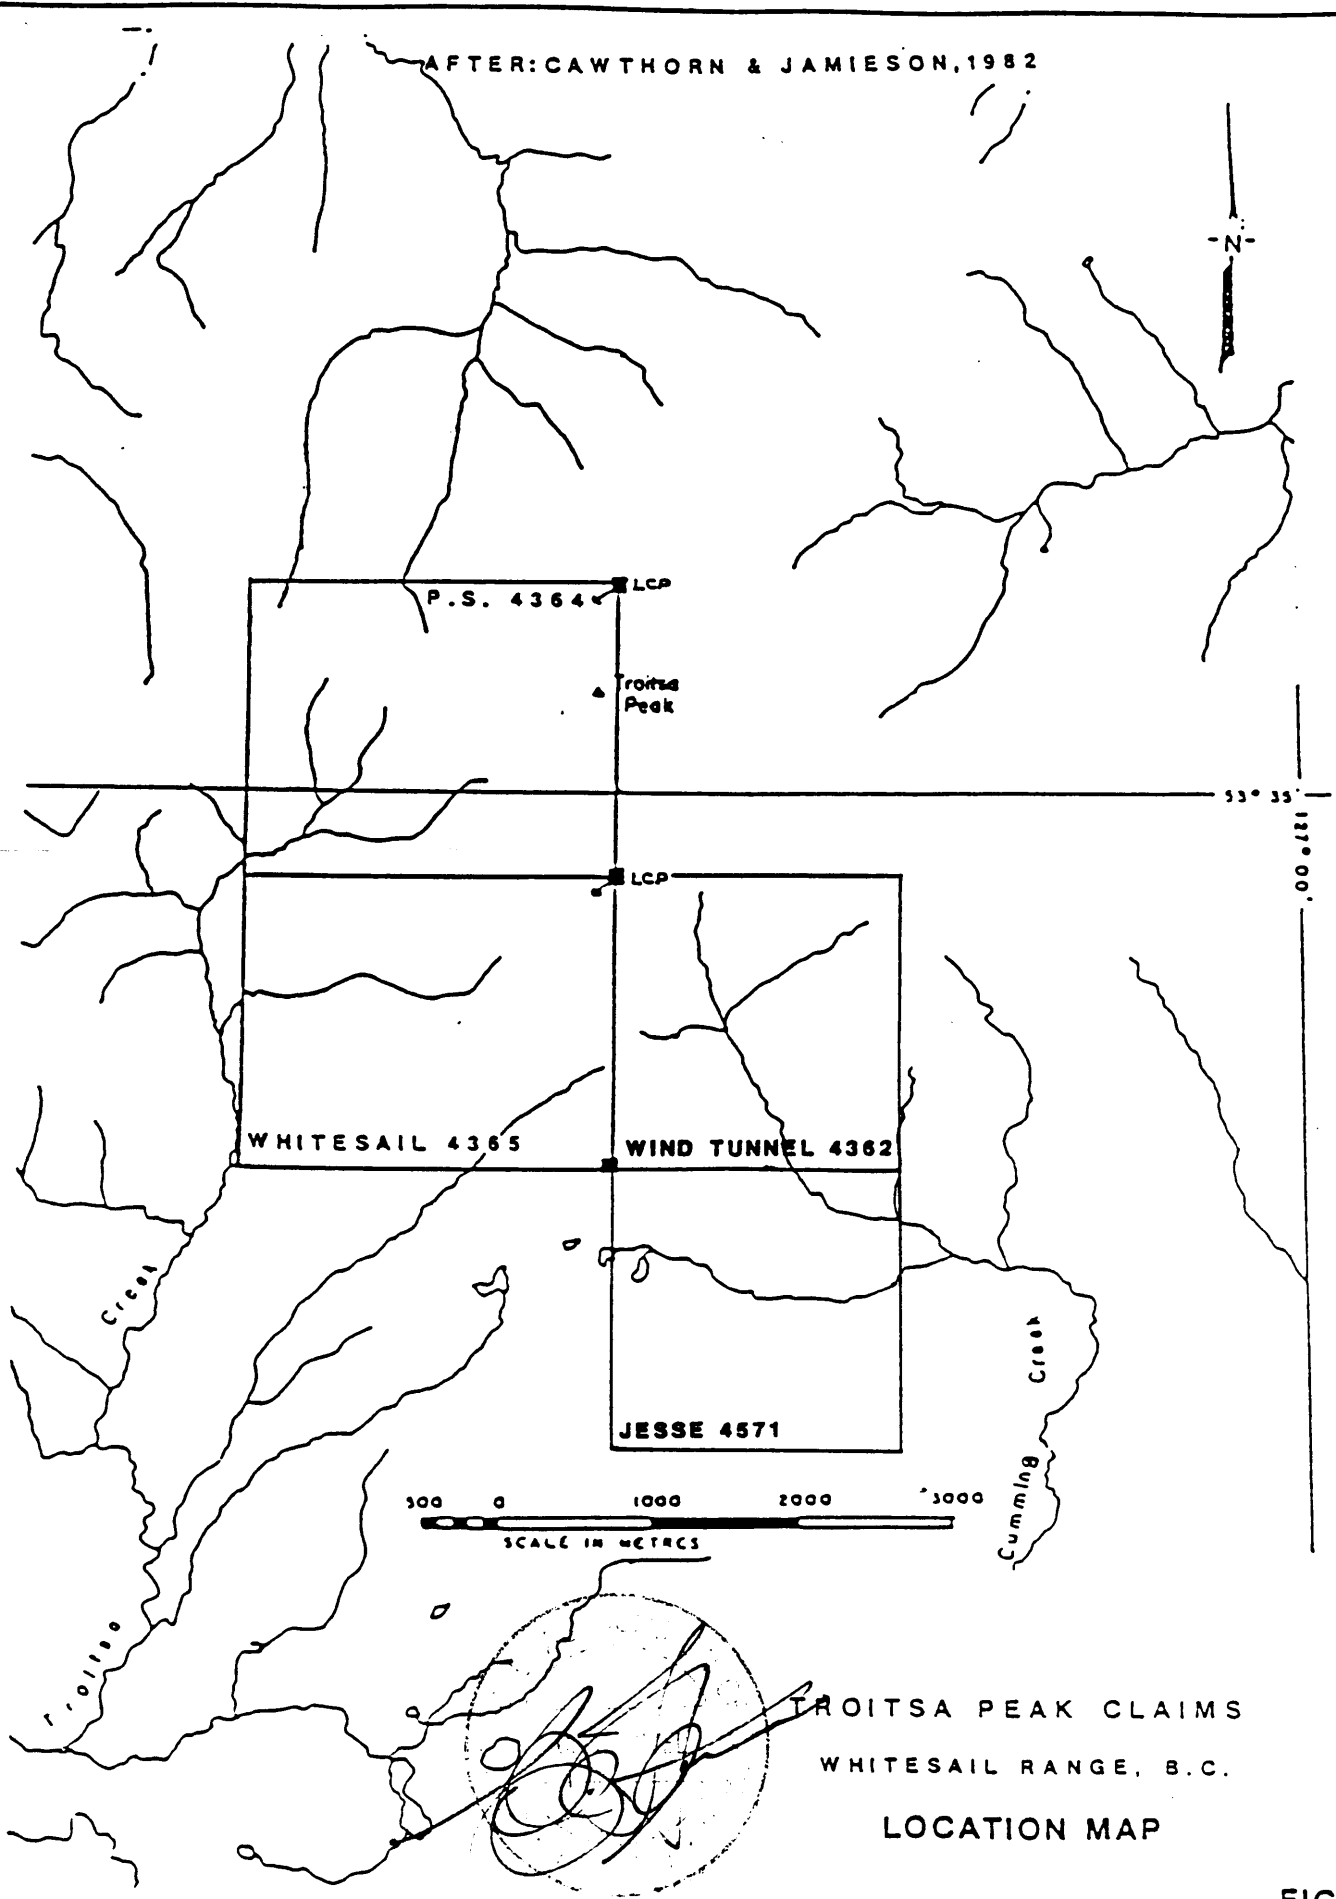 AFTER: CAWTHORN & JAMIESON, 1982
-N-
LCP
P.S. 4364
Troitsa
Peak
53° 35'
127° 00'
LCP
WHITESAIL 4365
WIND TUNNEL 4362
Creek
Creek
JESSE 4571
500 0 1000 2000 3000
SCALE IN METRES
Cumming
Troitsa
TROITSA PEAK CLAIMS
WHITESAIL RANGE, B.C.
LOCATION MAP